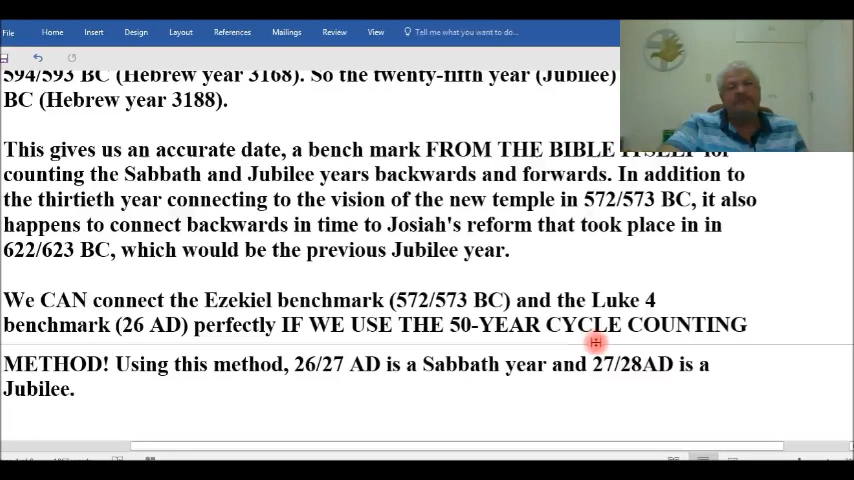 File Home Insert Design Layout References Mailings Review View Tell me what you want to do...
594/593 BC (Hebrew year 3168). So the twenty-fifth year (Jubilee)
BC (Hebrew year 3188).
This gives us an accurate date, a bench mark FROM THE BIBLE ITSELF for
counting the Sabbath and Jubilee years backwards and forwards. In addition to
the thirtieth year connecting to the vision of the new temple in 572/573 BC, it also
happens to connect backwards in time to Josiah's reform that took place in in
622/623 BC, which would be the previous Jubilee year.
We CAN connect the Ezekiel benchmark (572/573 BC) and the Luke 4
benchmark (26 AD) perfectly IF WE USE THE 50-YEAR CYCLE COUNTING
METHOD! Using this method, 26/27 AD is a Sabbath year and 27/28AD is a
Jubilee.